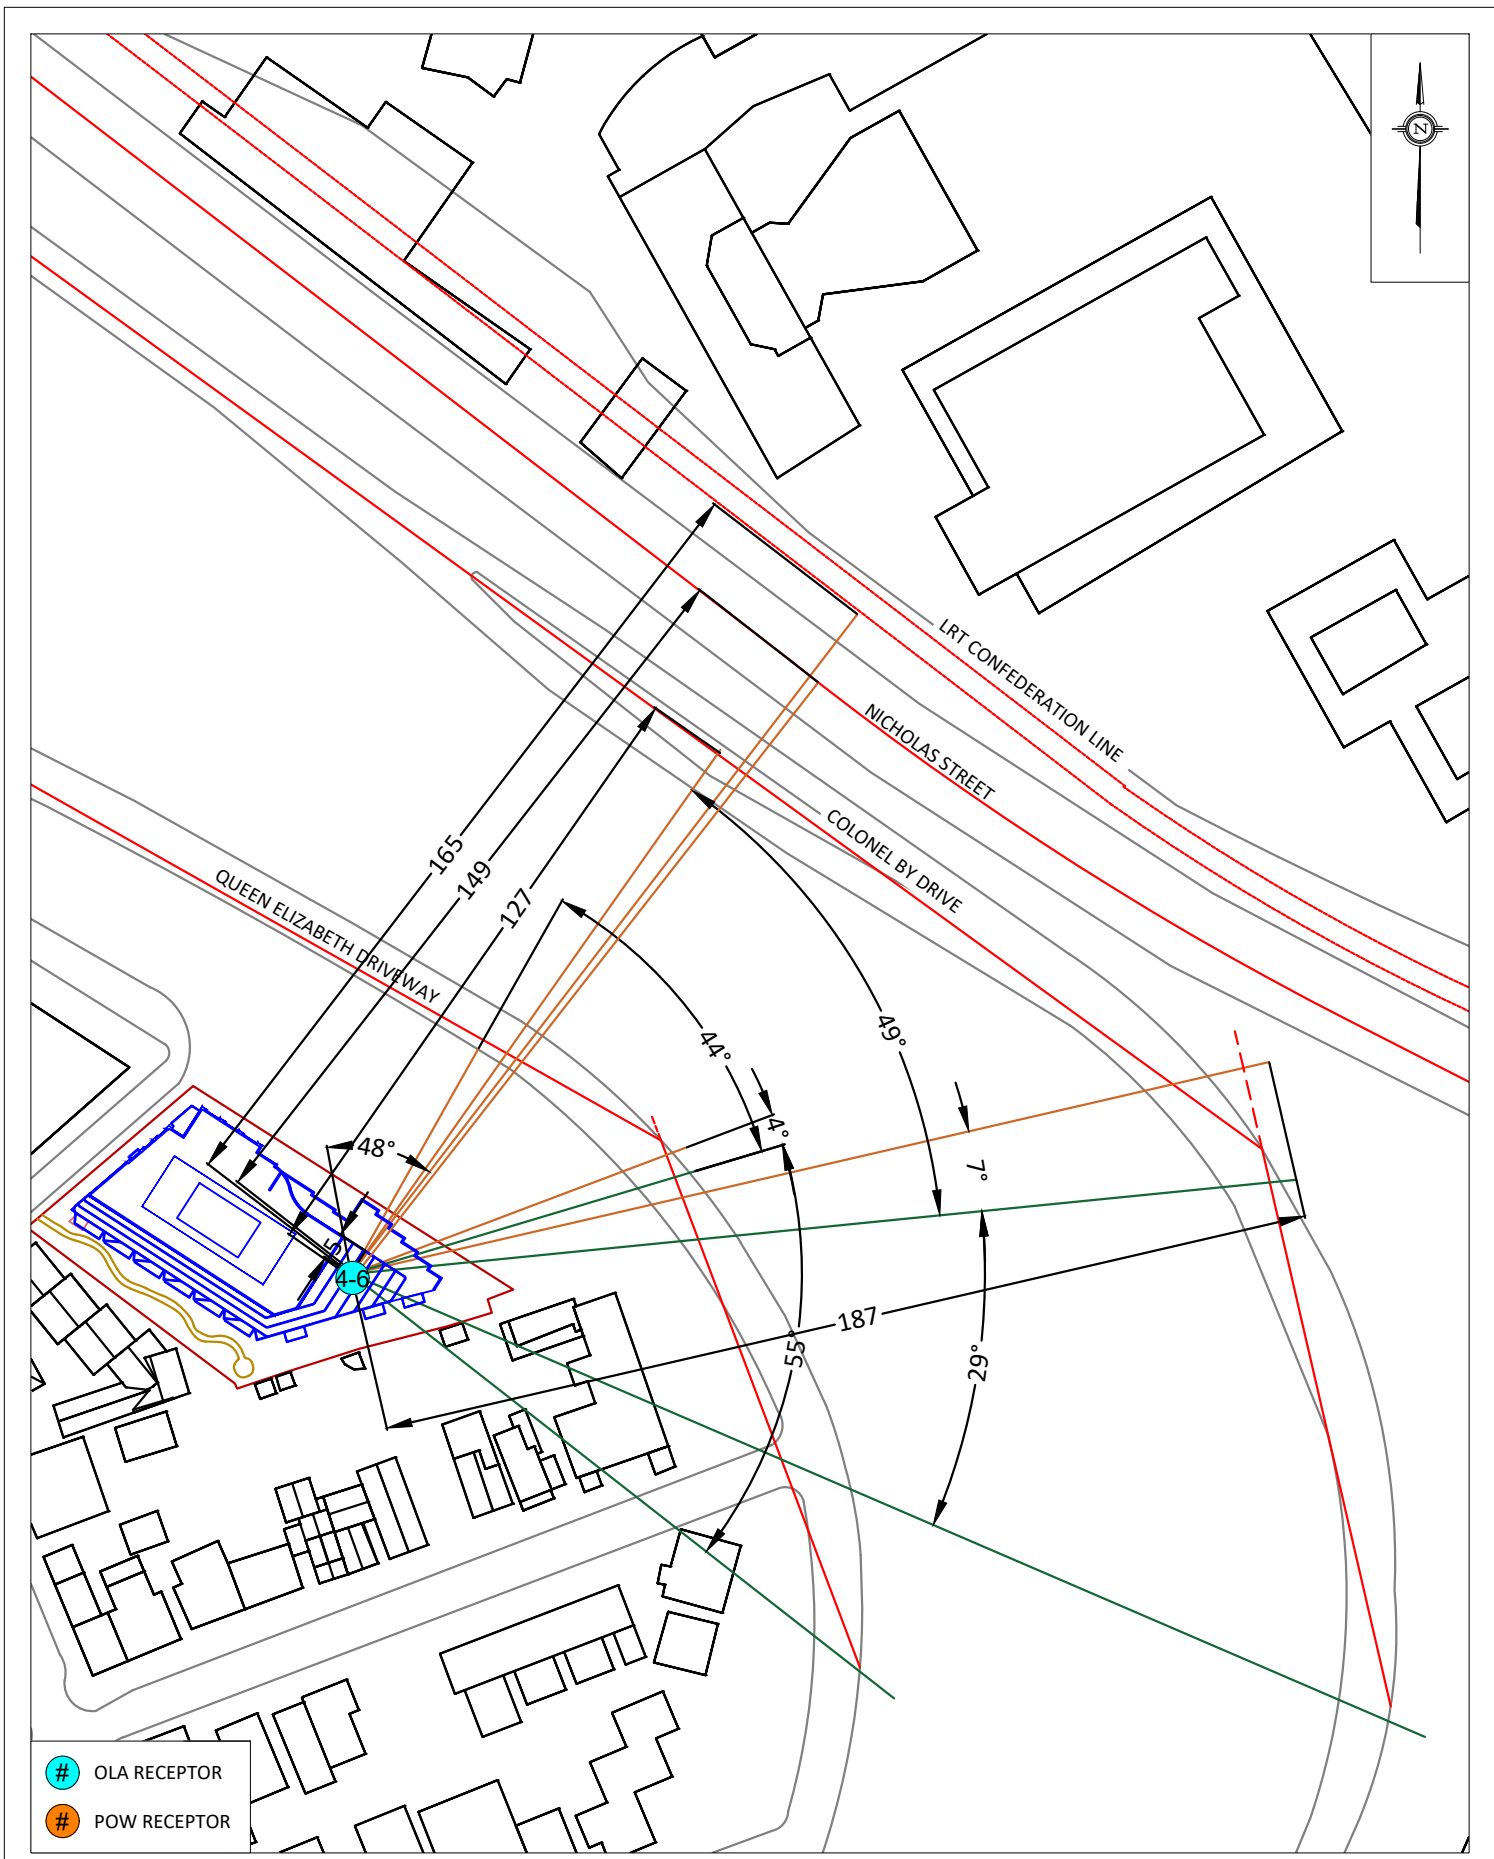 N
LRT CONFEDERATION LINE
NICHOLAS STREET
COLONEL BY DRIVE
QUEEN ELIZABETH DRIVEWAY
165
149
127
49°
44°
4°
48°
7°
5
4-6
187
55°
29°
# OLA RECEPTOR
# POW RECEPTOR